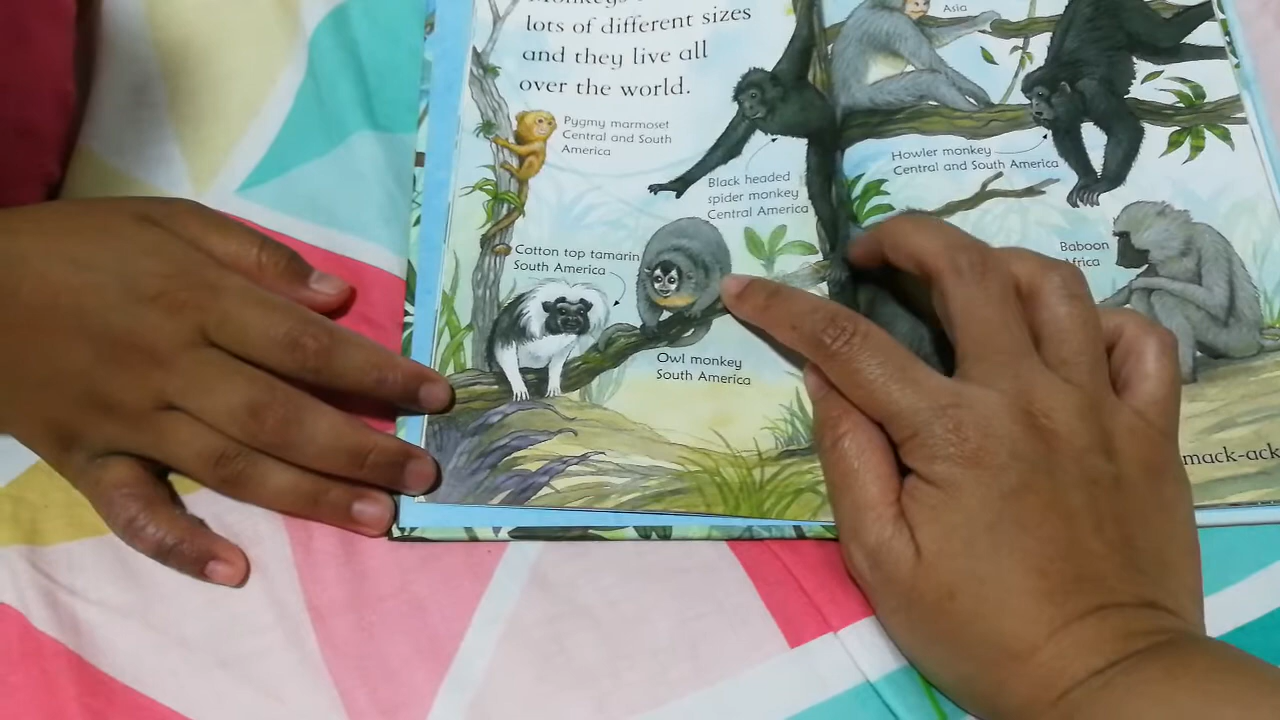 lots of different sizes
and they live all
over the world.
Pygmy marmoset
Central and South
America
Black headed
spider monkey
Central America
Cotton top tamarin
South America
Owl monkey
South America
Asia
Howler monkey
Central and South America
Baboon
mack-ack